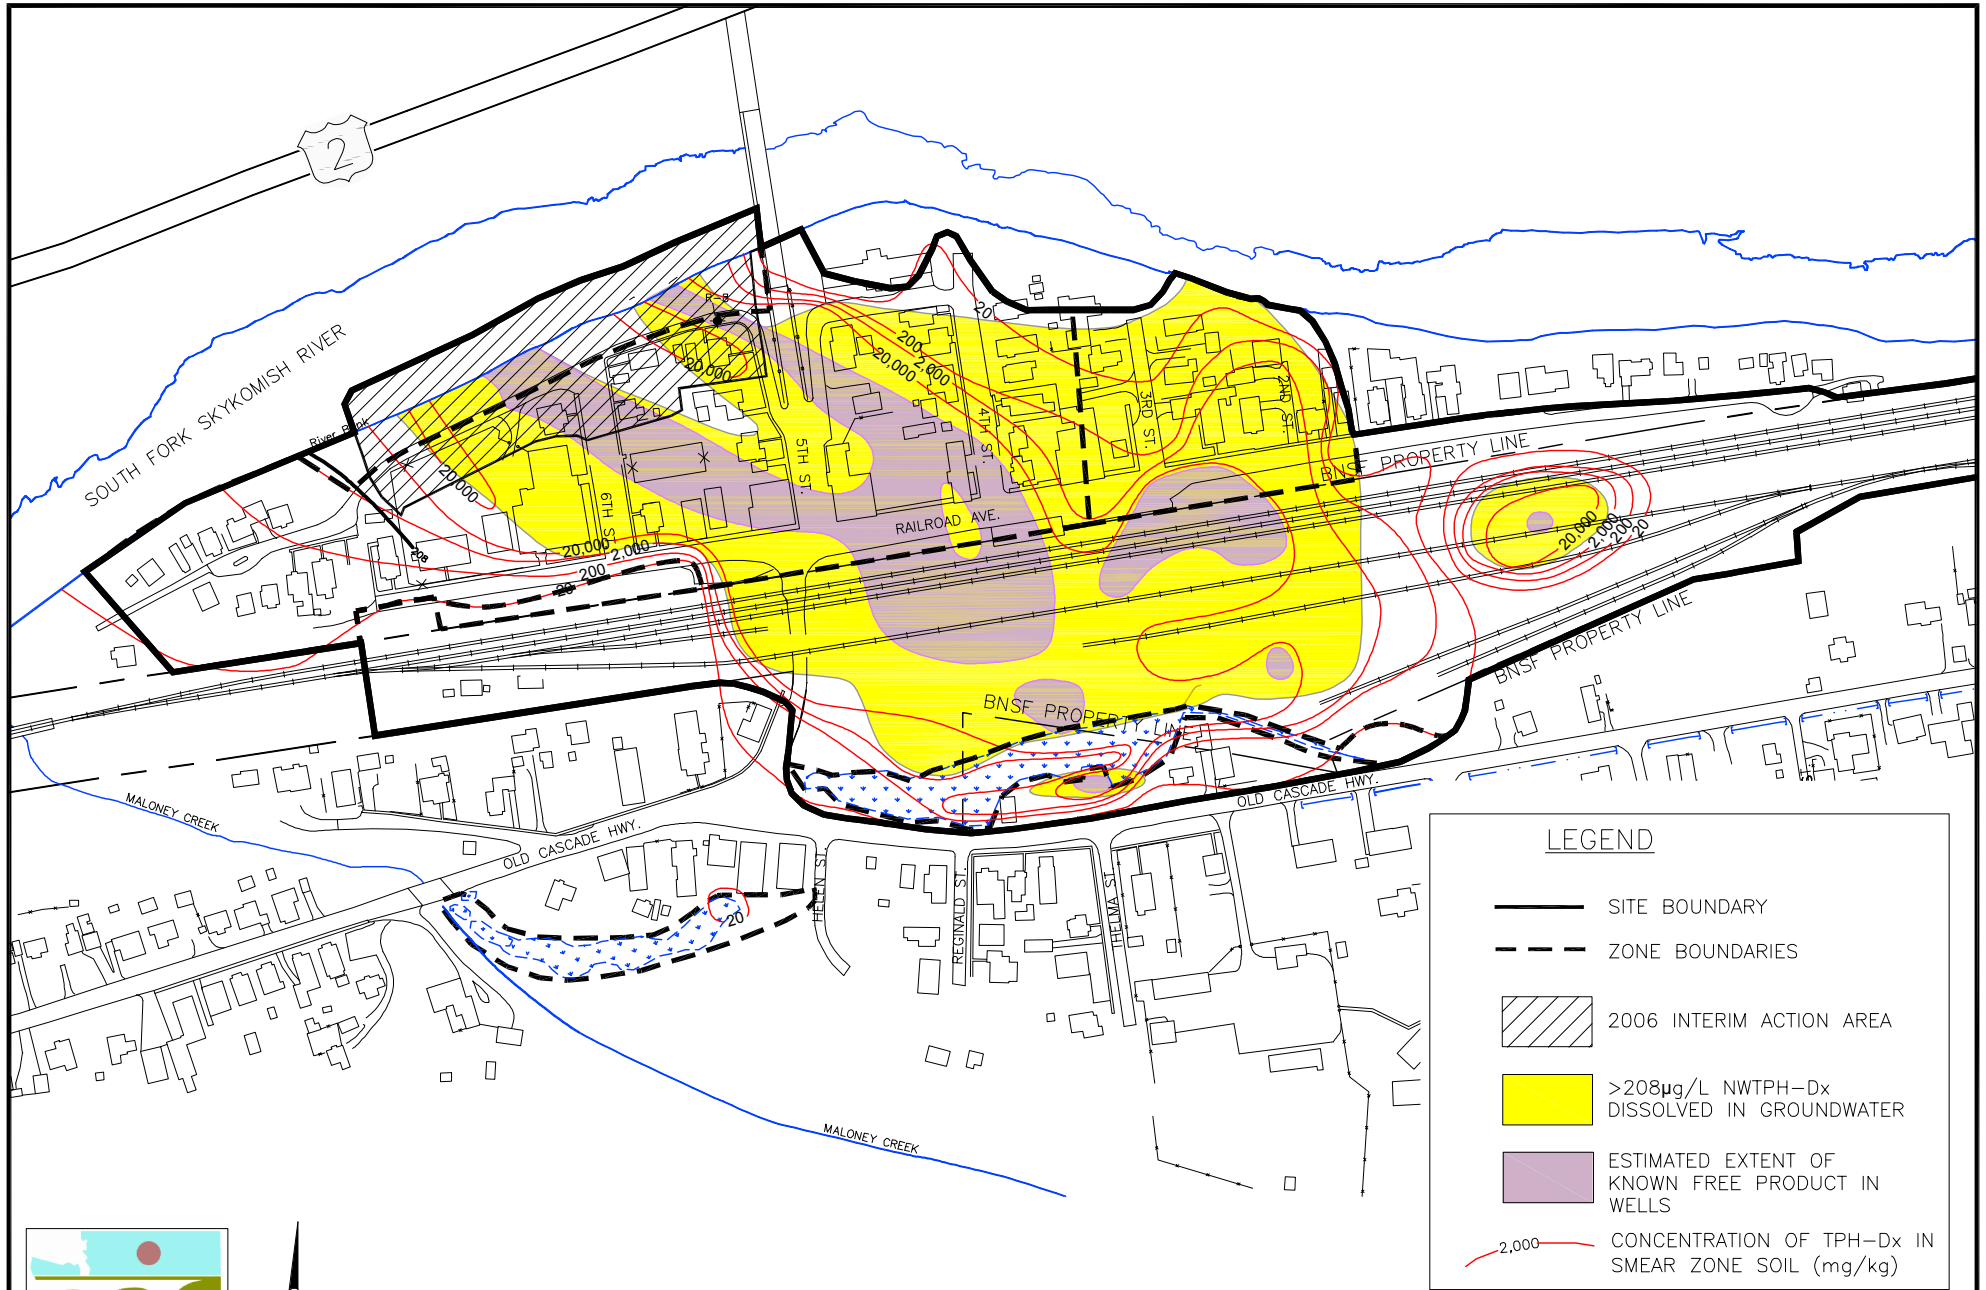 2
SOUTH FORK SKYKOMISH RIVER
River Bank
R-3
20
200
2,000
20,000
20,000
20,000
2ND ST.
3RD ST.
4TH ST.
5TH ST.
6TH ST.
208
RAILROAD AVE.
BNSF PROPERTY LINE
20,000
2,000
200
20
20,000
2,000
200
20
BNSF PROPERTY LINE
BNSF PROPERTY LINE
MALONEY CREEK
OLD CASCADE HWY.
OLD CASCADE HWY.
HELEN ST.
REGINALD ST.
THELMA ST
20
MALONEY CREEK
LEGEND
SITE BOUNDARY
ZONE BOUNDARIES
2006 INTERIM ACTION AREA
>208µg/L NWTPH-Dx
DISSOLVED IN GROUNDWATER
ESTIMATED EXTENT OF
KNOWN FREE PRODUCT IN
WELLS
2,000
CONCENTRATION OF TPH-Dx IN
SMEAR ZONE SOIL (mg/kg)